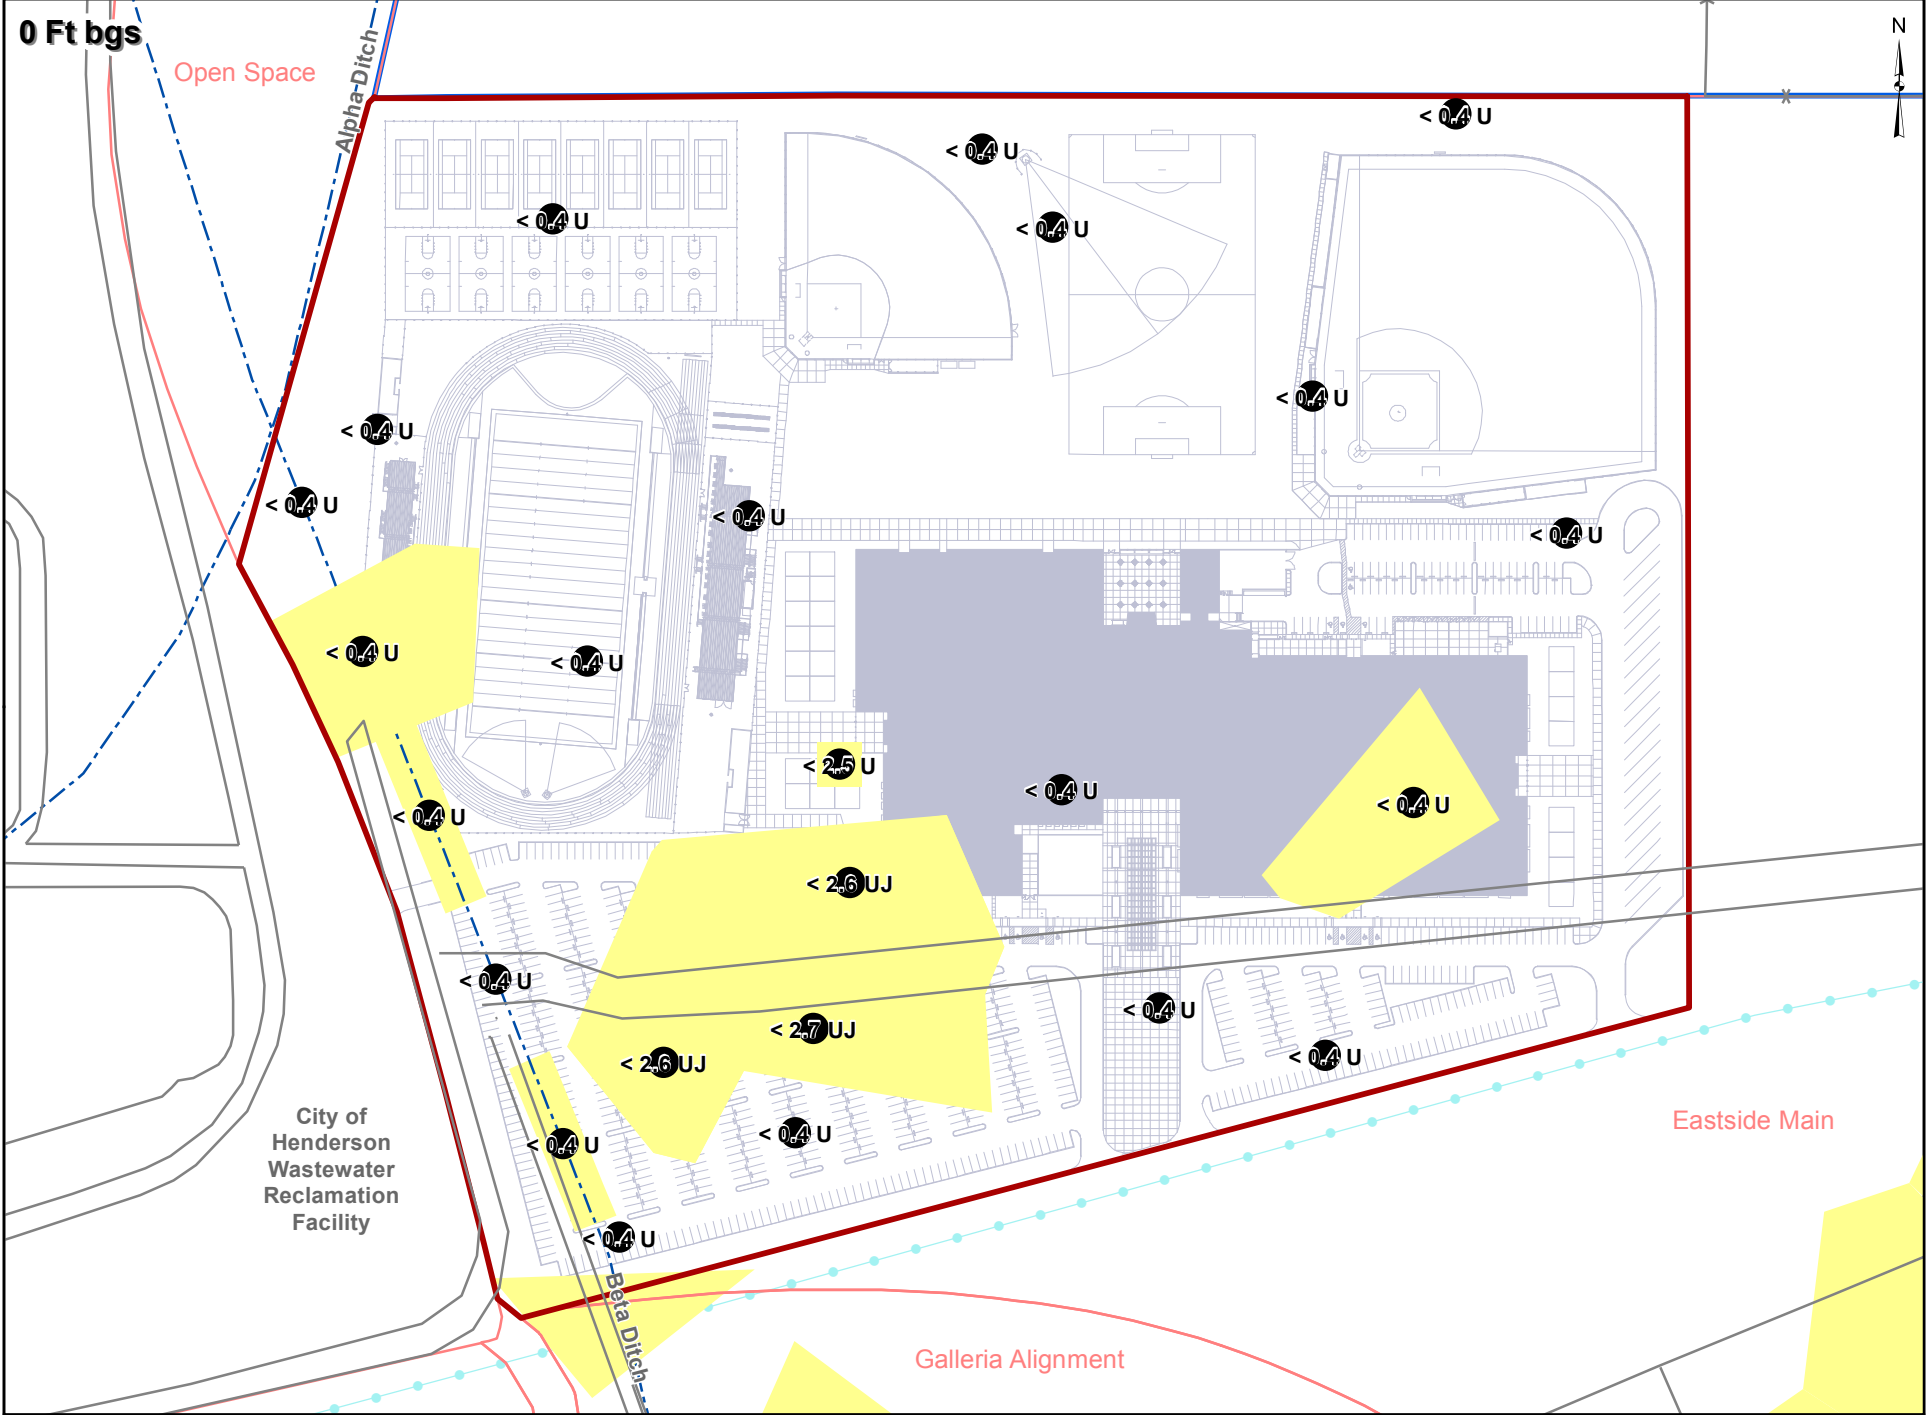 0 Ft bgs
N
Open Space
Alpha Ditch
< 0.4 U
< 0.4 U
< 0.4 U
< 0.4 U
< 0.4 U
< 0.4 U
< 0.4 U
< 0.4 U
< 0.4 U
< 0.4 U
< 0.4 U
< 0.4 U
< 2.5 U
< 0.4 U
< 0.4 U
< 0.4 U
< 2.6 UJ
< 0.4 U
< 0.4 U
< 2.7 UJ
< 0.4 U
< 2.6 UJ
< 0.4 U
< 0.4 U
< 0.4 U
City of
Henderson
Wastewater
Reclamation
Facility
Eastside Main
Beta Ditch
Galleria Alignment